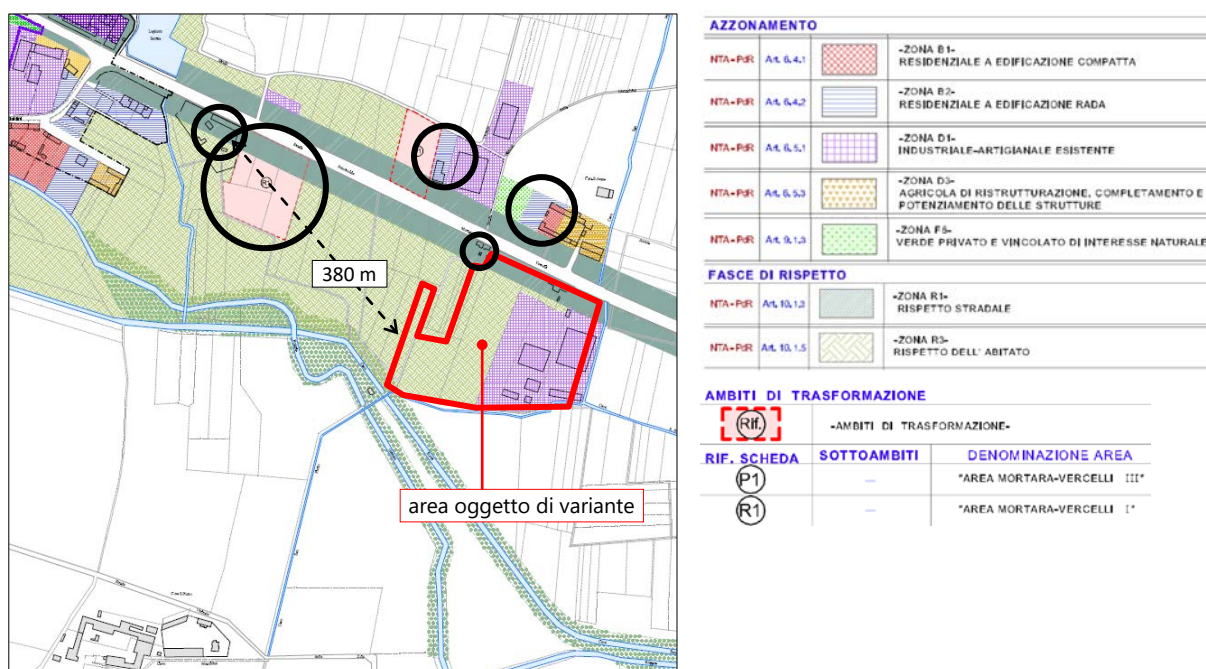 380 m
area oggetto di variante
AZZONAMENTO
NTA-PdR Art. 6.4.1 -ZONA B1-
RESIDENZIALE A EDIFICAZIONE COMPATTA
NTA-PdR Art. 6.4.2 -ZONA B2-
RESIDENZIALE A EDIFICAZIONE RADA
NTA-PdR Art. 6.5.1 -ZONA D1-
INDUSTRIALE-ARTIGIANALE ESISTENTE
NTA-PdR Art. 6.5.3 -ZONA D3-
AGRICOLA DI RISTRUTTURAZIONE, COMPLETAMENTO E
POTENZIAMENTO DELLE STRUTTURE
NTA-PdR Art. 9.1.3 -ZONA F5-
VERDE PRIVATO E VINCOLATO DI INTERESSE NATURALE
FASCE DI RISPETTO
NTA-PdR Art. 10.1.3 -ZONA R1-
RISPETTO STRADALE
NTA-PdR Art. 10.1.5 -ZONA R3-
RISPETTO DELL' ABITATO
AMBITI DI TRASFORMAZIONE
Rif. -AMBITI DI TRASFORMAZIONE-
RIF. SCHEDA SOTTOAMBITI DENOMINAZIONE AREA
P1 — "AREA MORTARA-VERCELLI III"
R1 — "AREA MORTARA-VERCELLI I"